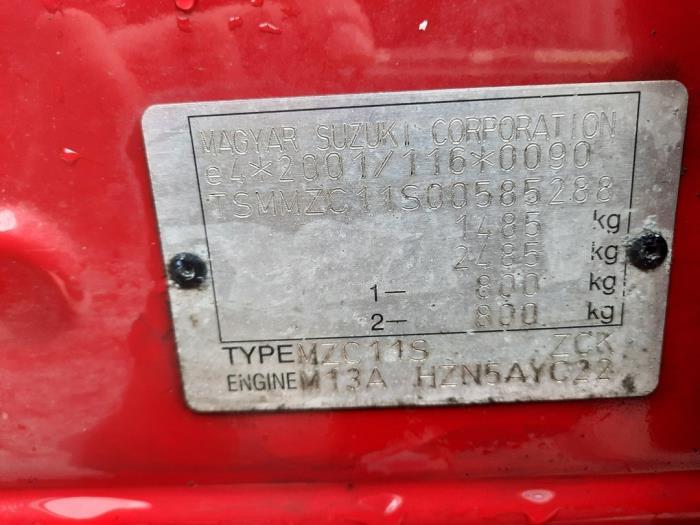 MAGYAR SUZUKI CORPORATION
e4*2001/116*0090
TSMMZC11S00585288
1485 kg
2485 kg
1- 800 kg
2- 800 kg
TYPE MZC11S ZCK
ENGINE M13A HZN5AYC22